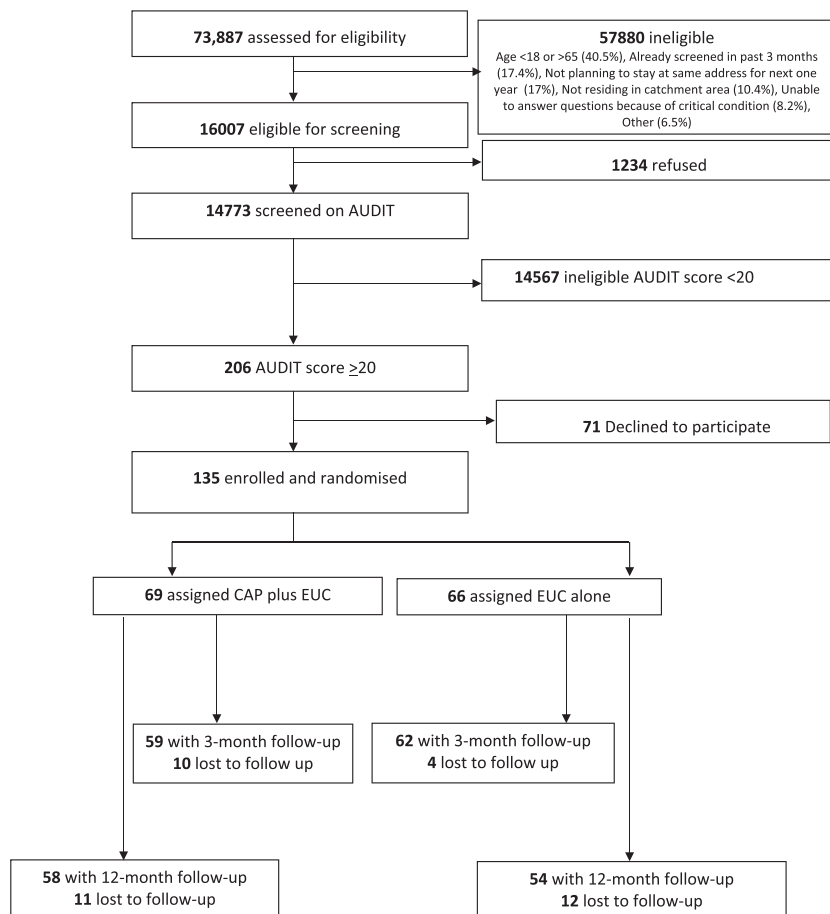 73,887 assessed for eligibility
57880 ineligible
Age <18 or >65 (40.5%), Already screened in past 3 months
(17.4%), Not planning to stay at same address for next one
year (17%), Not residing in catchment area (10.4%), Unable
to answer questions because of critical condition (8.2%),
Other (6.5%)
16007 eligible for screening
1234 refused
14773 screened on AUDIT
14567 ineligible AUDIT score <20
206 AUDIT score ≥20
71 Declined to participate
135 enrolled and randomised
69 assigned CAP plus EUC
66 assigned EUC alone
59 with 3-month follow-up
10 lost to follow up
62 with 3-month follow-up
4 lost to follow up
58 with 12-month follow-up
11 lost to follow-up
54 with 12-month follow-up
12 lost to follow-up